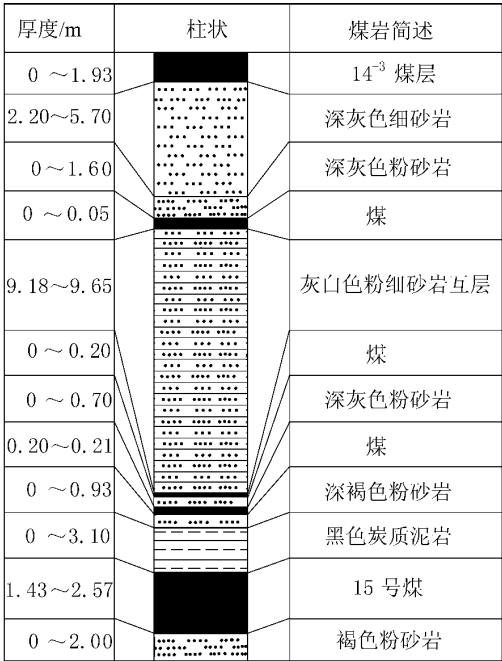 厚度/m 柱状 煤岩简述
0 ~1.93 14⁻³ 煤层
2.20~5.70 深灰色细砂岩
0~1.60 深灰色粉砂岩
0 ~0.05 煤
9.18~9.65 灰白色粉细砂岩互层
0 ~0.20 煤
0 ~0.70 深灰色粉砂岩
0.20~0.21 煤
0 ~0.93 深褐色粉砂岩
0 ~3.10 黑色炭质泥岩
1.43~2.57 15 号煤
0 ~2.00 褐色粉砂岩